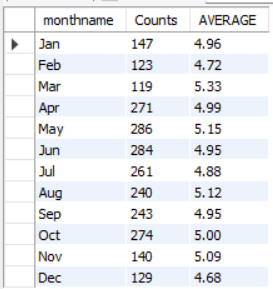 monthname Counts AVERAGE
Jan 147 4.96
Feb 123 4.72
Mar 119 5.33
Apr 271 4.99
May 286 5.15
Jun 284 4.95
Jul 261 4.88
Aug 240 5.12
Sep 243 4.95
Oct 274 5.00
Nov 140 5.09
Dec 129 4.68